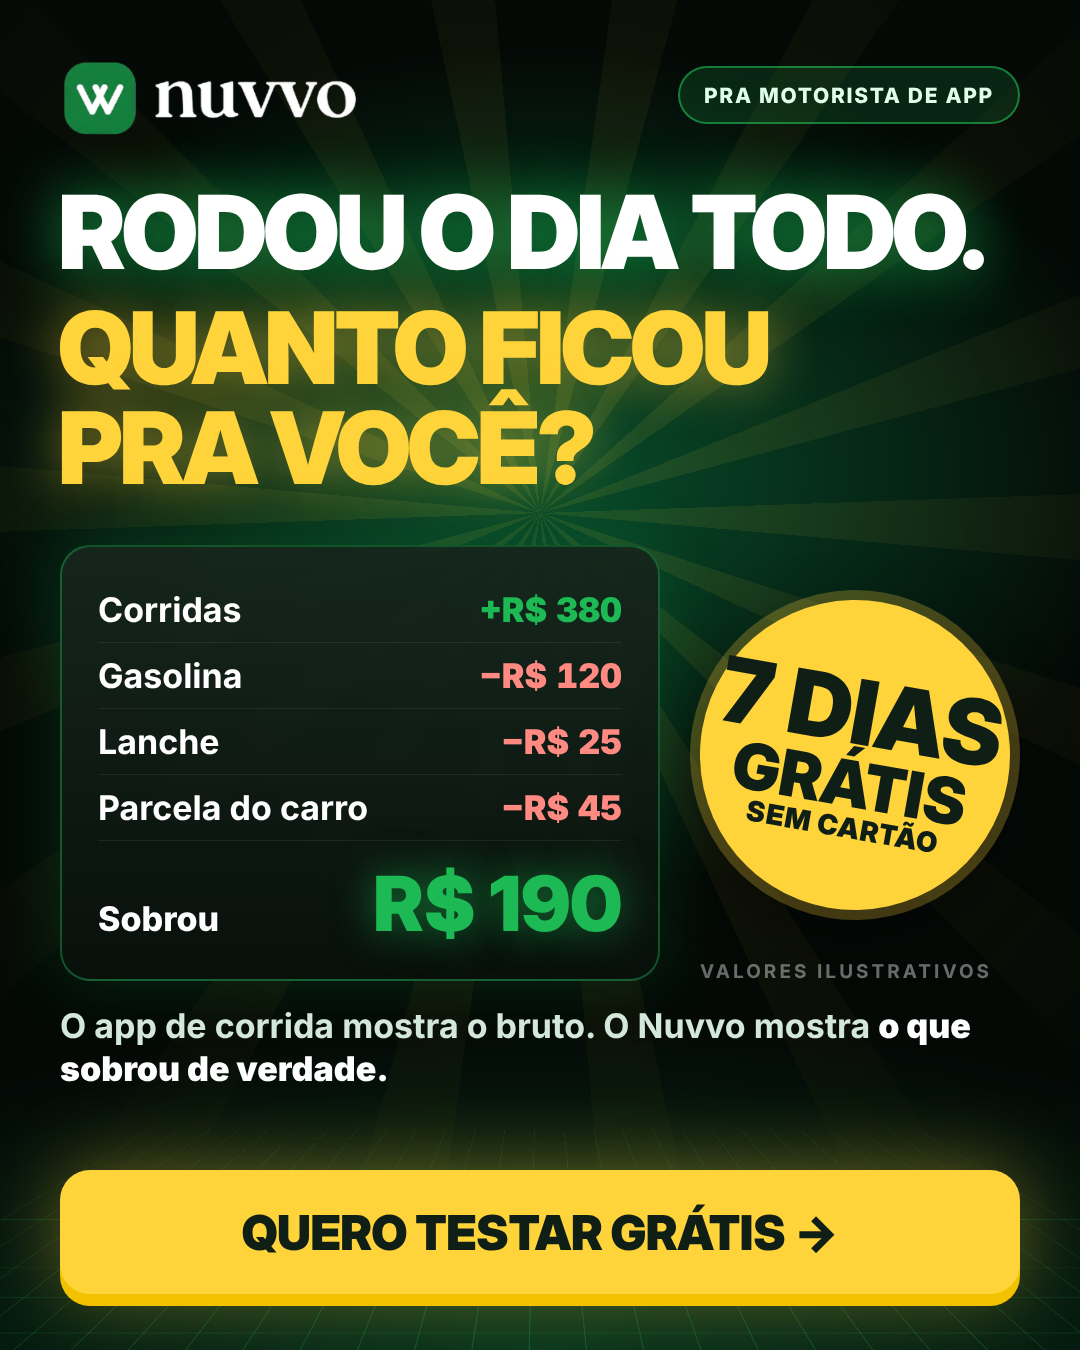 nuvvo
PRA MOTORISTA DE APP
RODOU O DIA TODO.
QUANTO FICOU
PRA VOCÊ?
Corridas +R$ 380
Gasolina −R$ 120
Lanche −R$ 25
Parcela do carro −R$ 45
Sobrou R$ 190
7 DIAS
GRÁTIS
SEM CARTÃO
VALORES ILUSTRATIVOS
O app de corrida mostra o bruto. O Nuvvo mostra o que
sobrou de verdade.
QUERO TESTAR GRÁTIS →